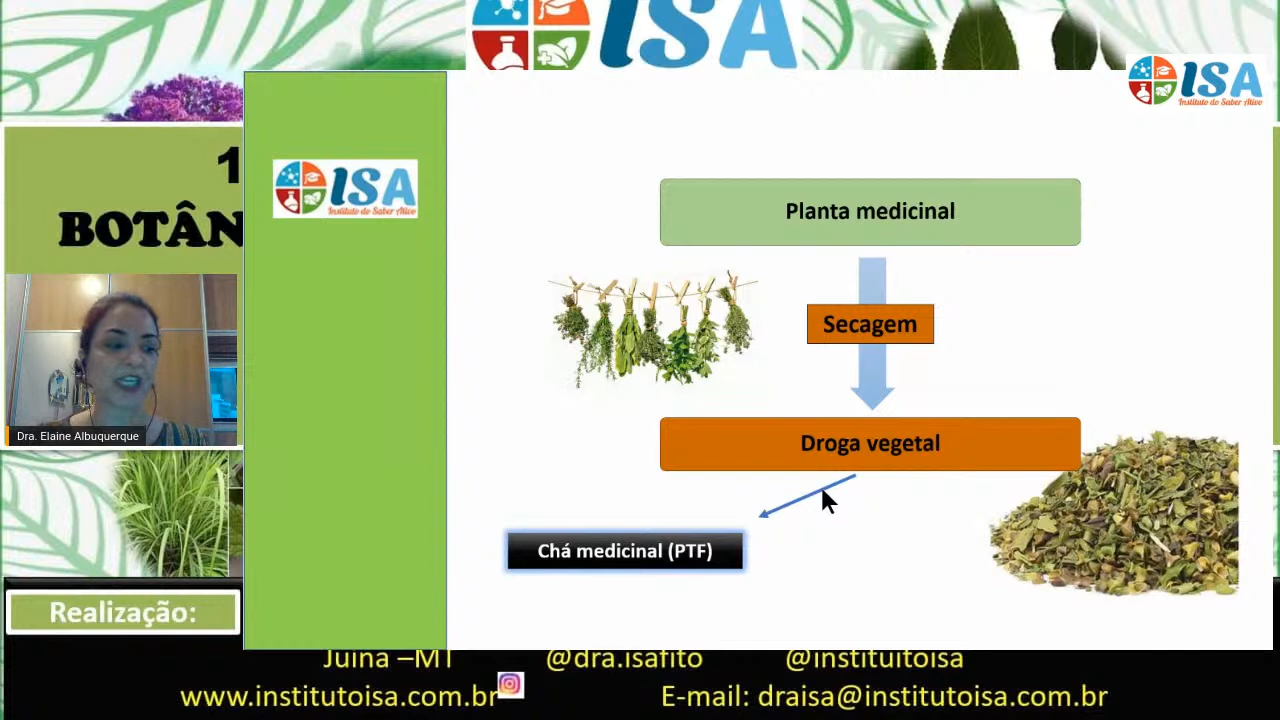 ISA
ISA
Instituto do Saber Ativo
1
BOTÂN
ISA
Instituto do Saber Ativo
Planta medicinal
Secagem
Dra. Elaine Albuquerque
Droga vegetal
Chá medicinal (PTF)
Realização:
Juína –MT @dra.isafito @instituitoisa
www.institutoisa.com.br E-mail: draisa@institutoisa.com.br